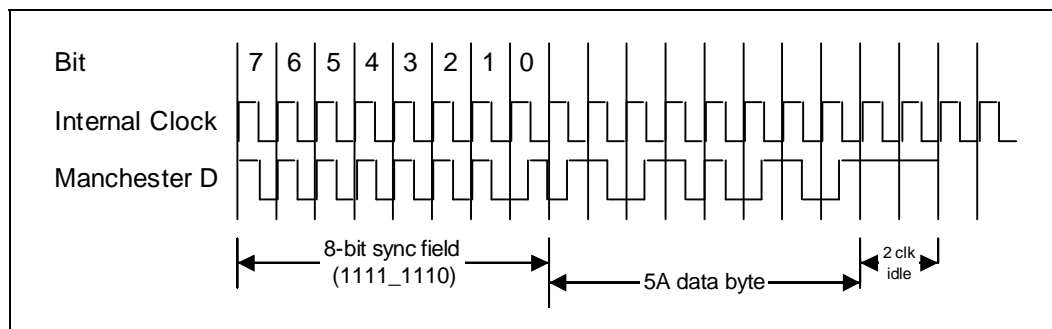 Bit 7 6 5 4 3 2 1 0
Internal Clock
Manchester D
8-bit sync field
(1111_1110)
5A data byte
2 clk
idle